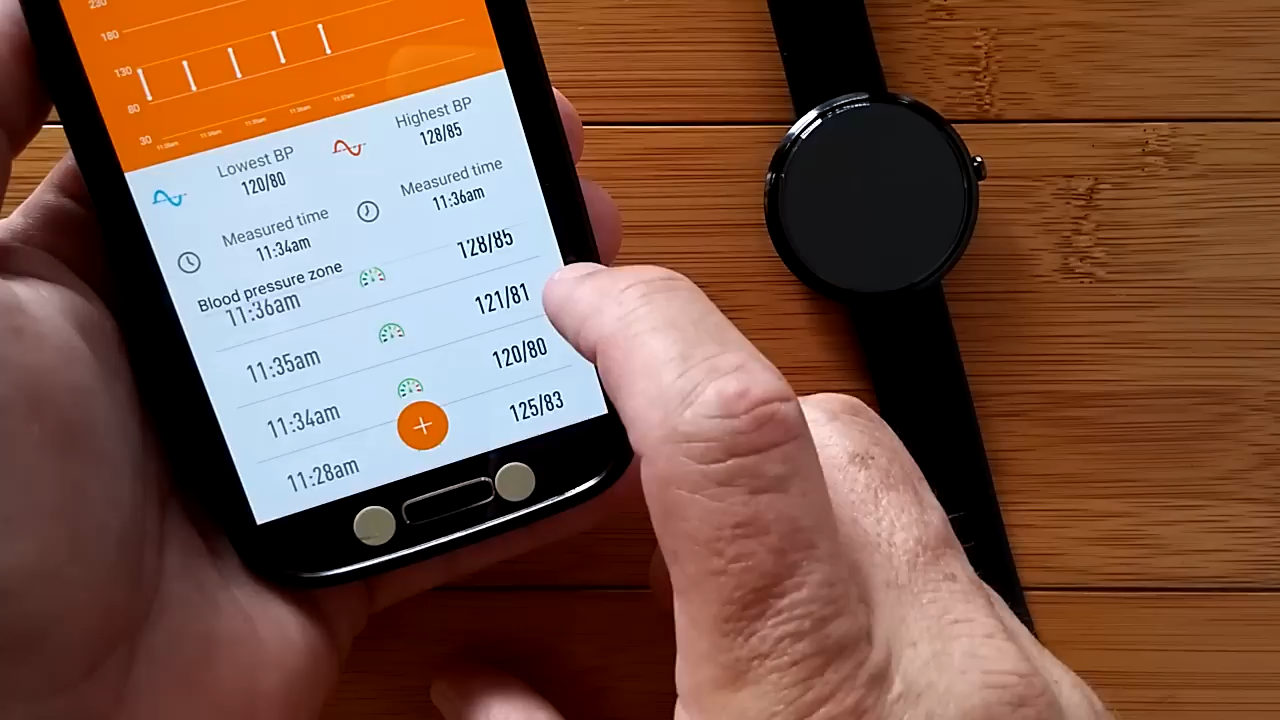 230
180
130
80
30
Lowest BP
120/80
Highest BP
128/85
Measured time
11:34am
Measured time
11:36am
Blood pressure zone
11:36am 128/85
11:35am 121/81
11:34am 120/80
11:28am 125/83
+